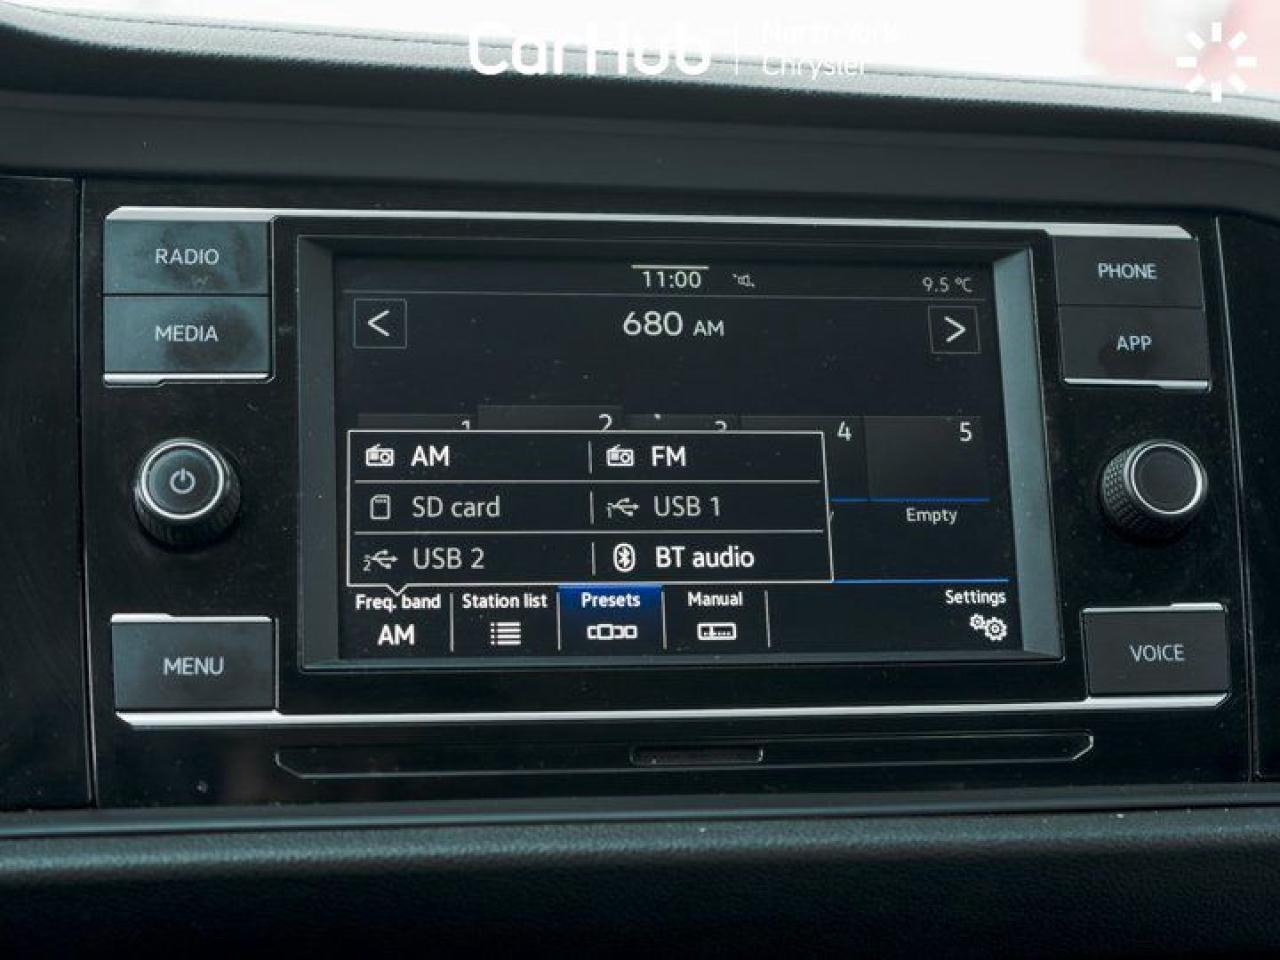 CarHub
North York
Chrysler
RADIO
MEDIA
MENU
11:00
9.5 °C
<
680 AM
>
1
2
3
4
5
AM
FM
SD card
USB 1
USB 2
BT audio
Empty
Freq. band
AM
Station list
Presets
Manual
Settings
PHONE
APP
VOICE